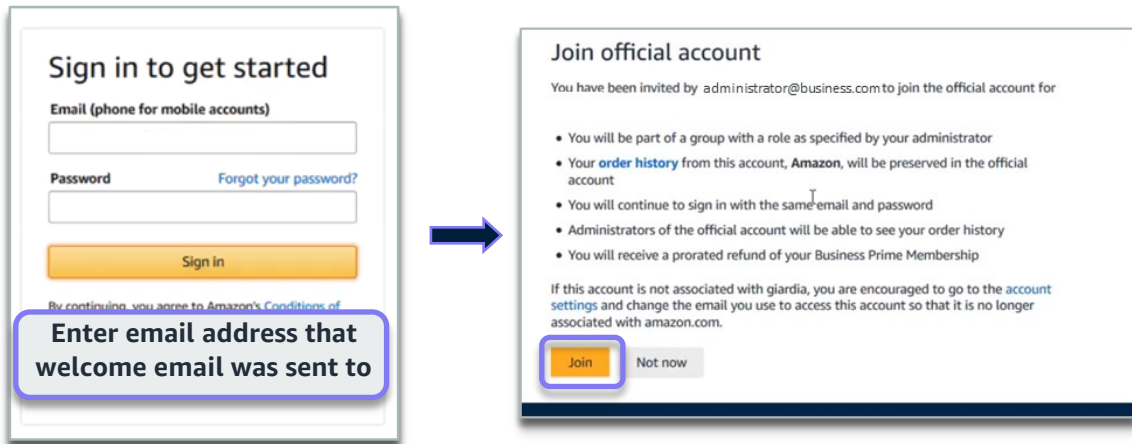 Sign in to get started
Email (phone for mobile accounts)
Password Forgot your password?
Sign in
By continuing, you agree to Amazon's Conditions of
Enter email address that
welcome email was sent to
Join official account
You have been invited by administrator@business.com to join the official account for
• You will be part of a group with a role as specified by your administrator
• Your order history from this account, Amazon, will be preserved in the official
account
• You will continue to sign in with the same email and password
• Administrators of the official account will be able to see your order history
• You will receive a prorated refund of your Business Prime Membership
If this account is not associated with giardia, you are encouraged to go to the account
settings and change the email you use to access this account so that it is no longer
associated with amazon.com.
Join Not now